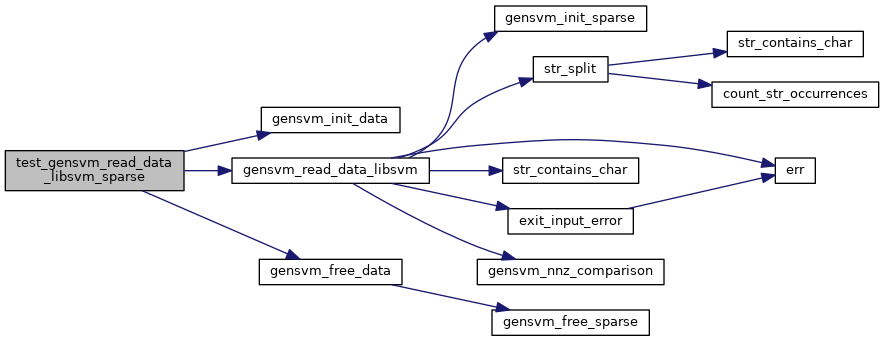 gensvm_init_sparse
str_contains_char
str_split
count_str_occurrences
gensvm_init_data
test_gensvm_read_data
_libsvm_sparse
gensvm_read_data_libsvm
str_contains_char
err
exit_input_error
gensvm_free_data
gensvm_nnz_comparison
gensvm_free_sparse